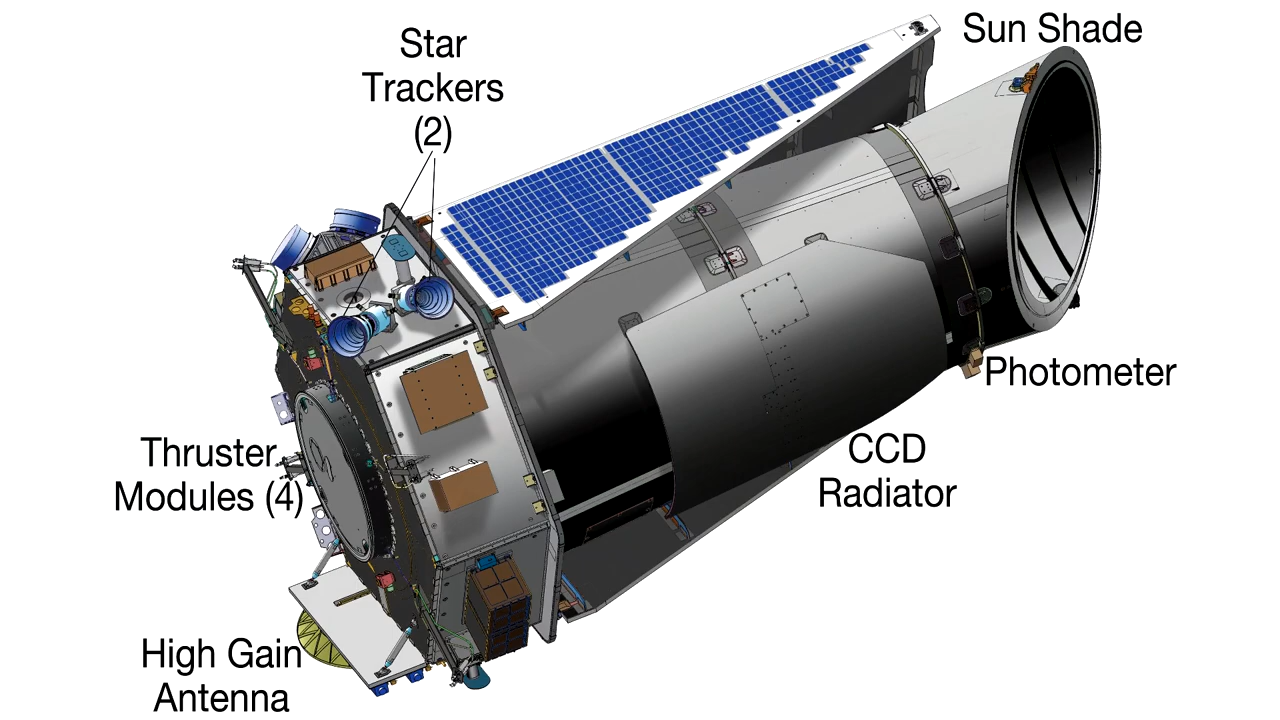 Sun Shade
Star
Trackers
(2)
Photometer
CCD
Radiator
Thruster
Modules (4)
High Gain
Antenna